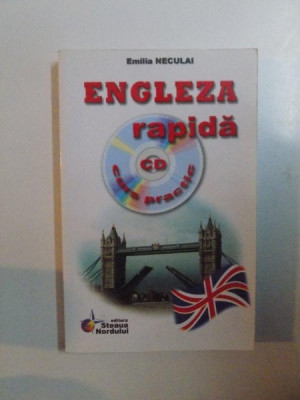 Emilia NECULAI
ENGLEZA
rapidă
CD
curs practic
editura
Steaua
Nordului